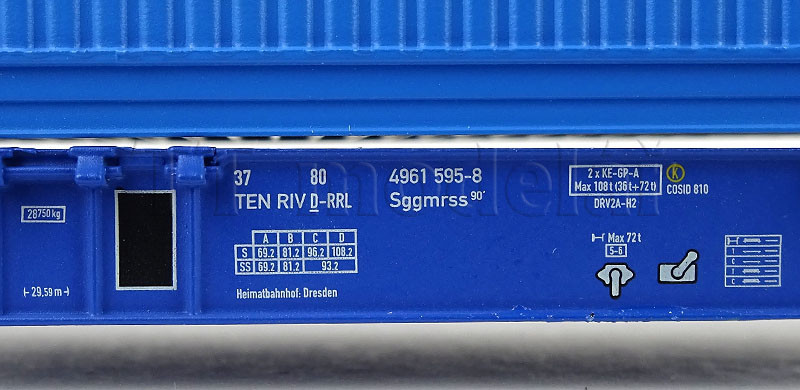 37 80 4961 595-8
TEN RIV D-RRL Sggmrss 90'
28750 kg
A B C D
S 69.2 81.2 96.2 108.2
SS 69.2 81.2 93.2
(- 29,59 m -)
Heimatbahnhof: Dresden
2 x KE-GP-A
Max 108 t (36 t + 72 t)
DRV2A-H2
K
COSID 810
Max 72 t
5-6